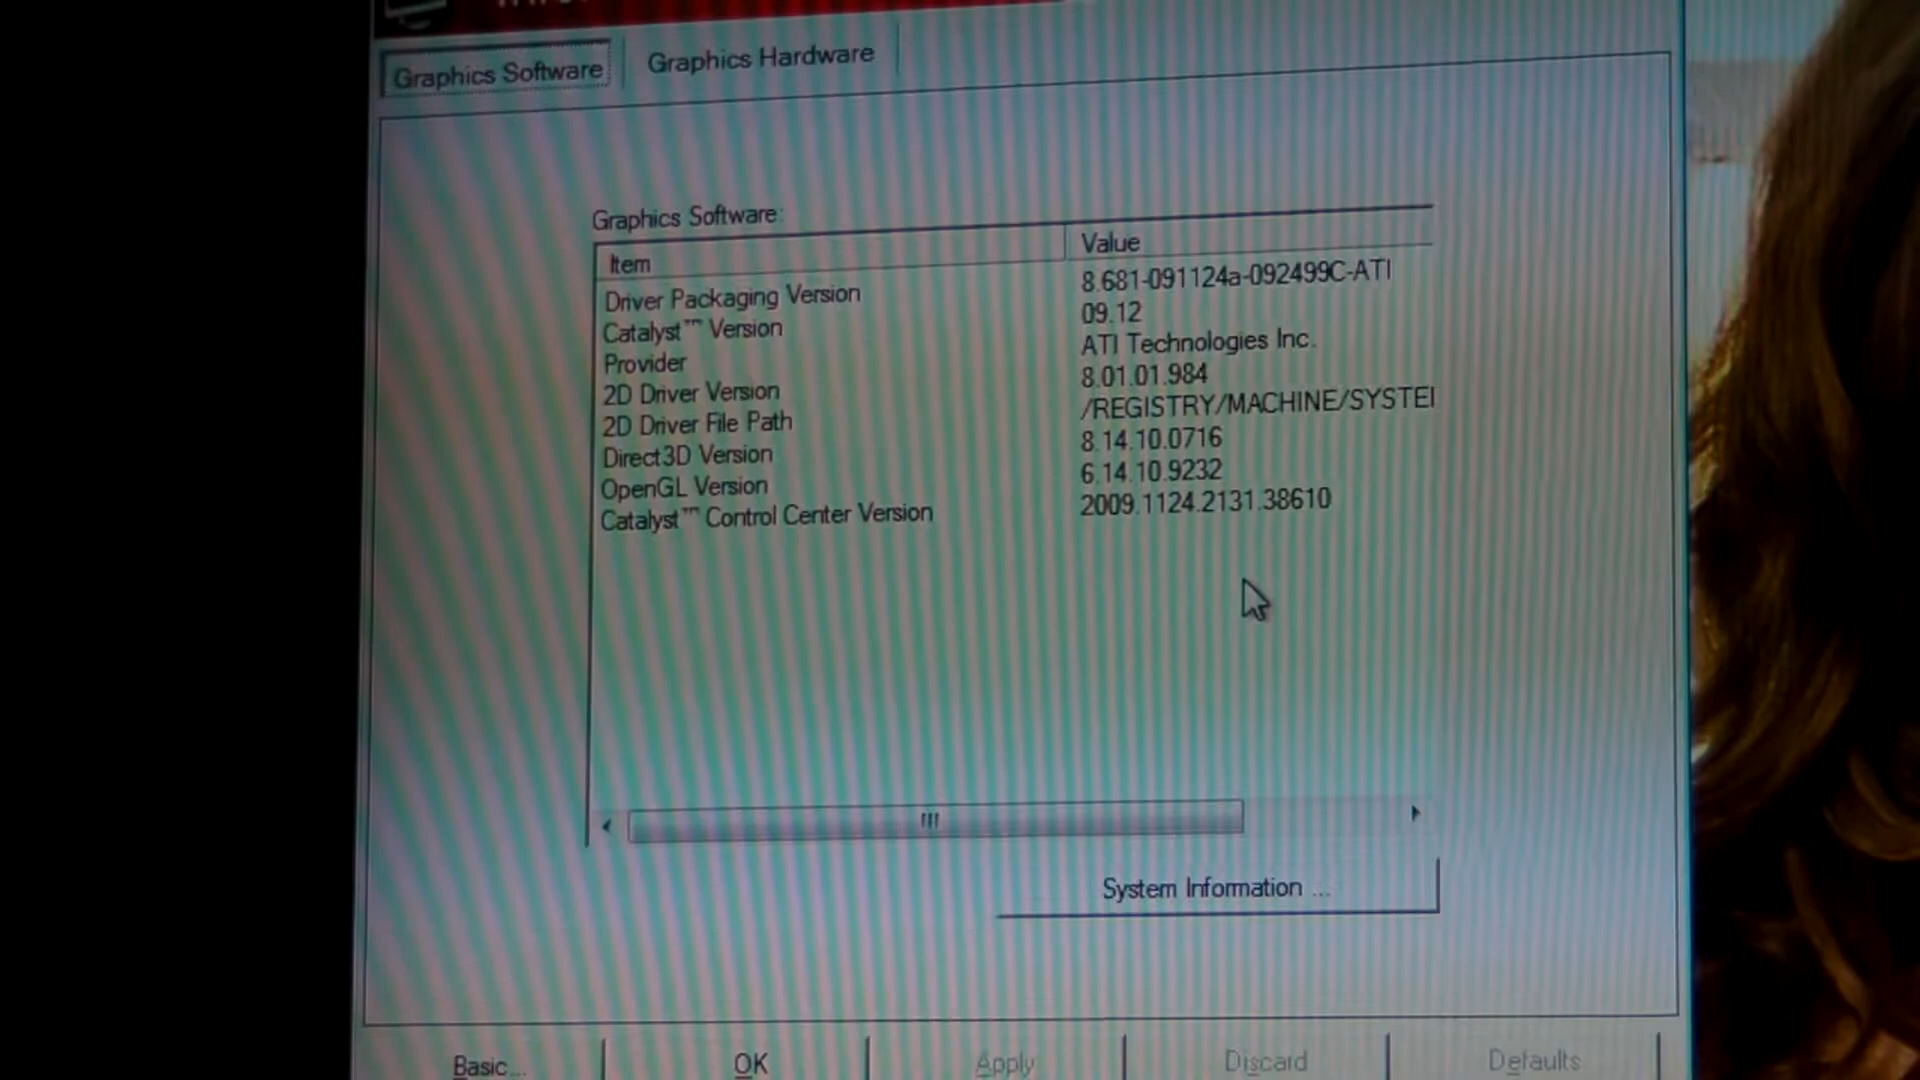 Graphics Software
Graphics Hardware
Graphics Software:
Item Value
Driver Packaging Version 8.681-091124a-092499C-ATI
Catalyst™ Version 09.12
Provider ATI Technologies Inc.
2D Driver Version 8.01.01.984
2D Driver File Path /REGISTRY/MACHINE/SYSTE
Direct3D Version 8.14.10.0716
OpenGL Version 6.14.10.9232
Catalyst™ Control Center Version 2009.1124.2131.38610
System Information ...
Basic... OK Apply Discard Defaults